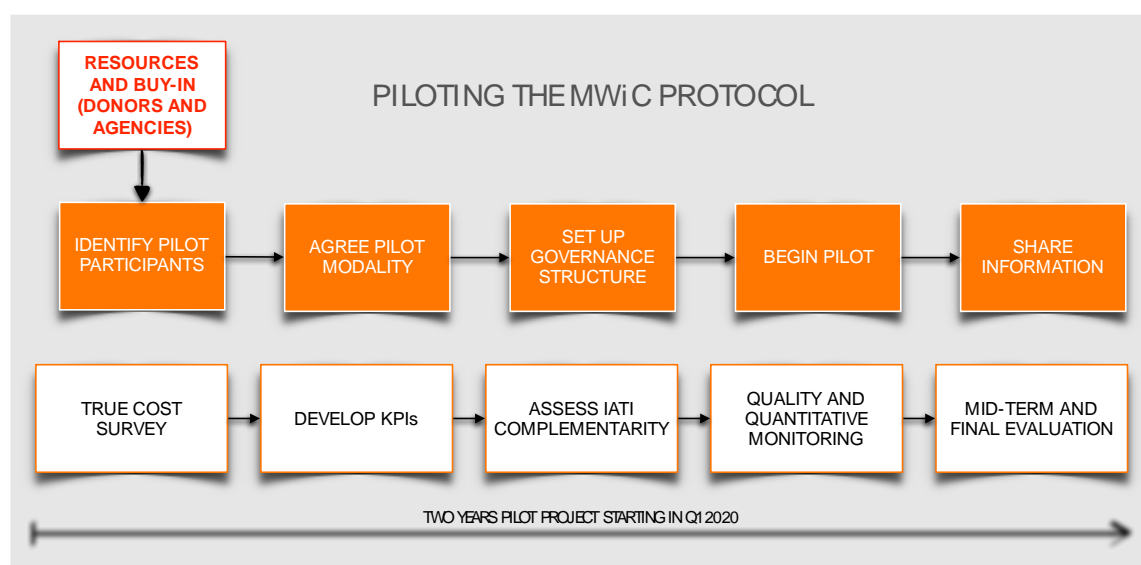 RESOURCES
AND BUY-IN
(DONORS AND
AGENCIES)
PILOTING THE MWiC PROTOCOL
IDENTIFY PILOT
PARTICIPANTS
AGREE PILOT
MODALITY
SET UP
GOVERNANCE
STRUCTURE
BEGIN PILOT
SHARE
INFORMATION
TRUE COST
SURVEY
DEVELOP KPIs
ASSESS IATI
COMPLEMENTARITY
QUALITY AND
QUANTITATIVE
MONITORING
MID-TERM AND
FINAL EVALUATION
TWO YEARS PILOT PROJECT STARTING IN Q1 2020